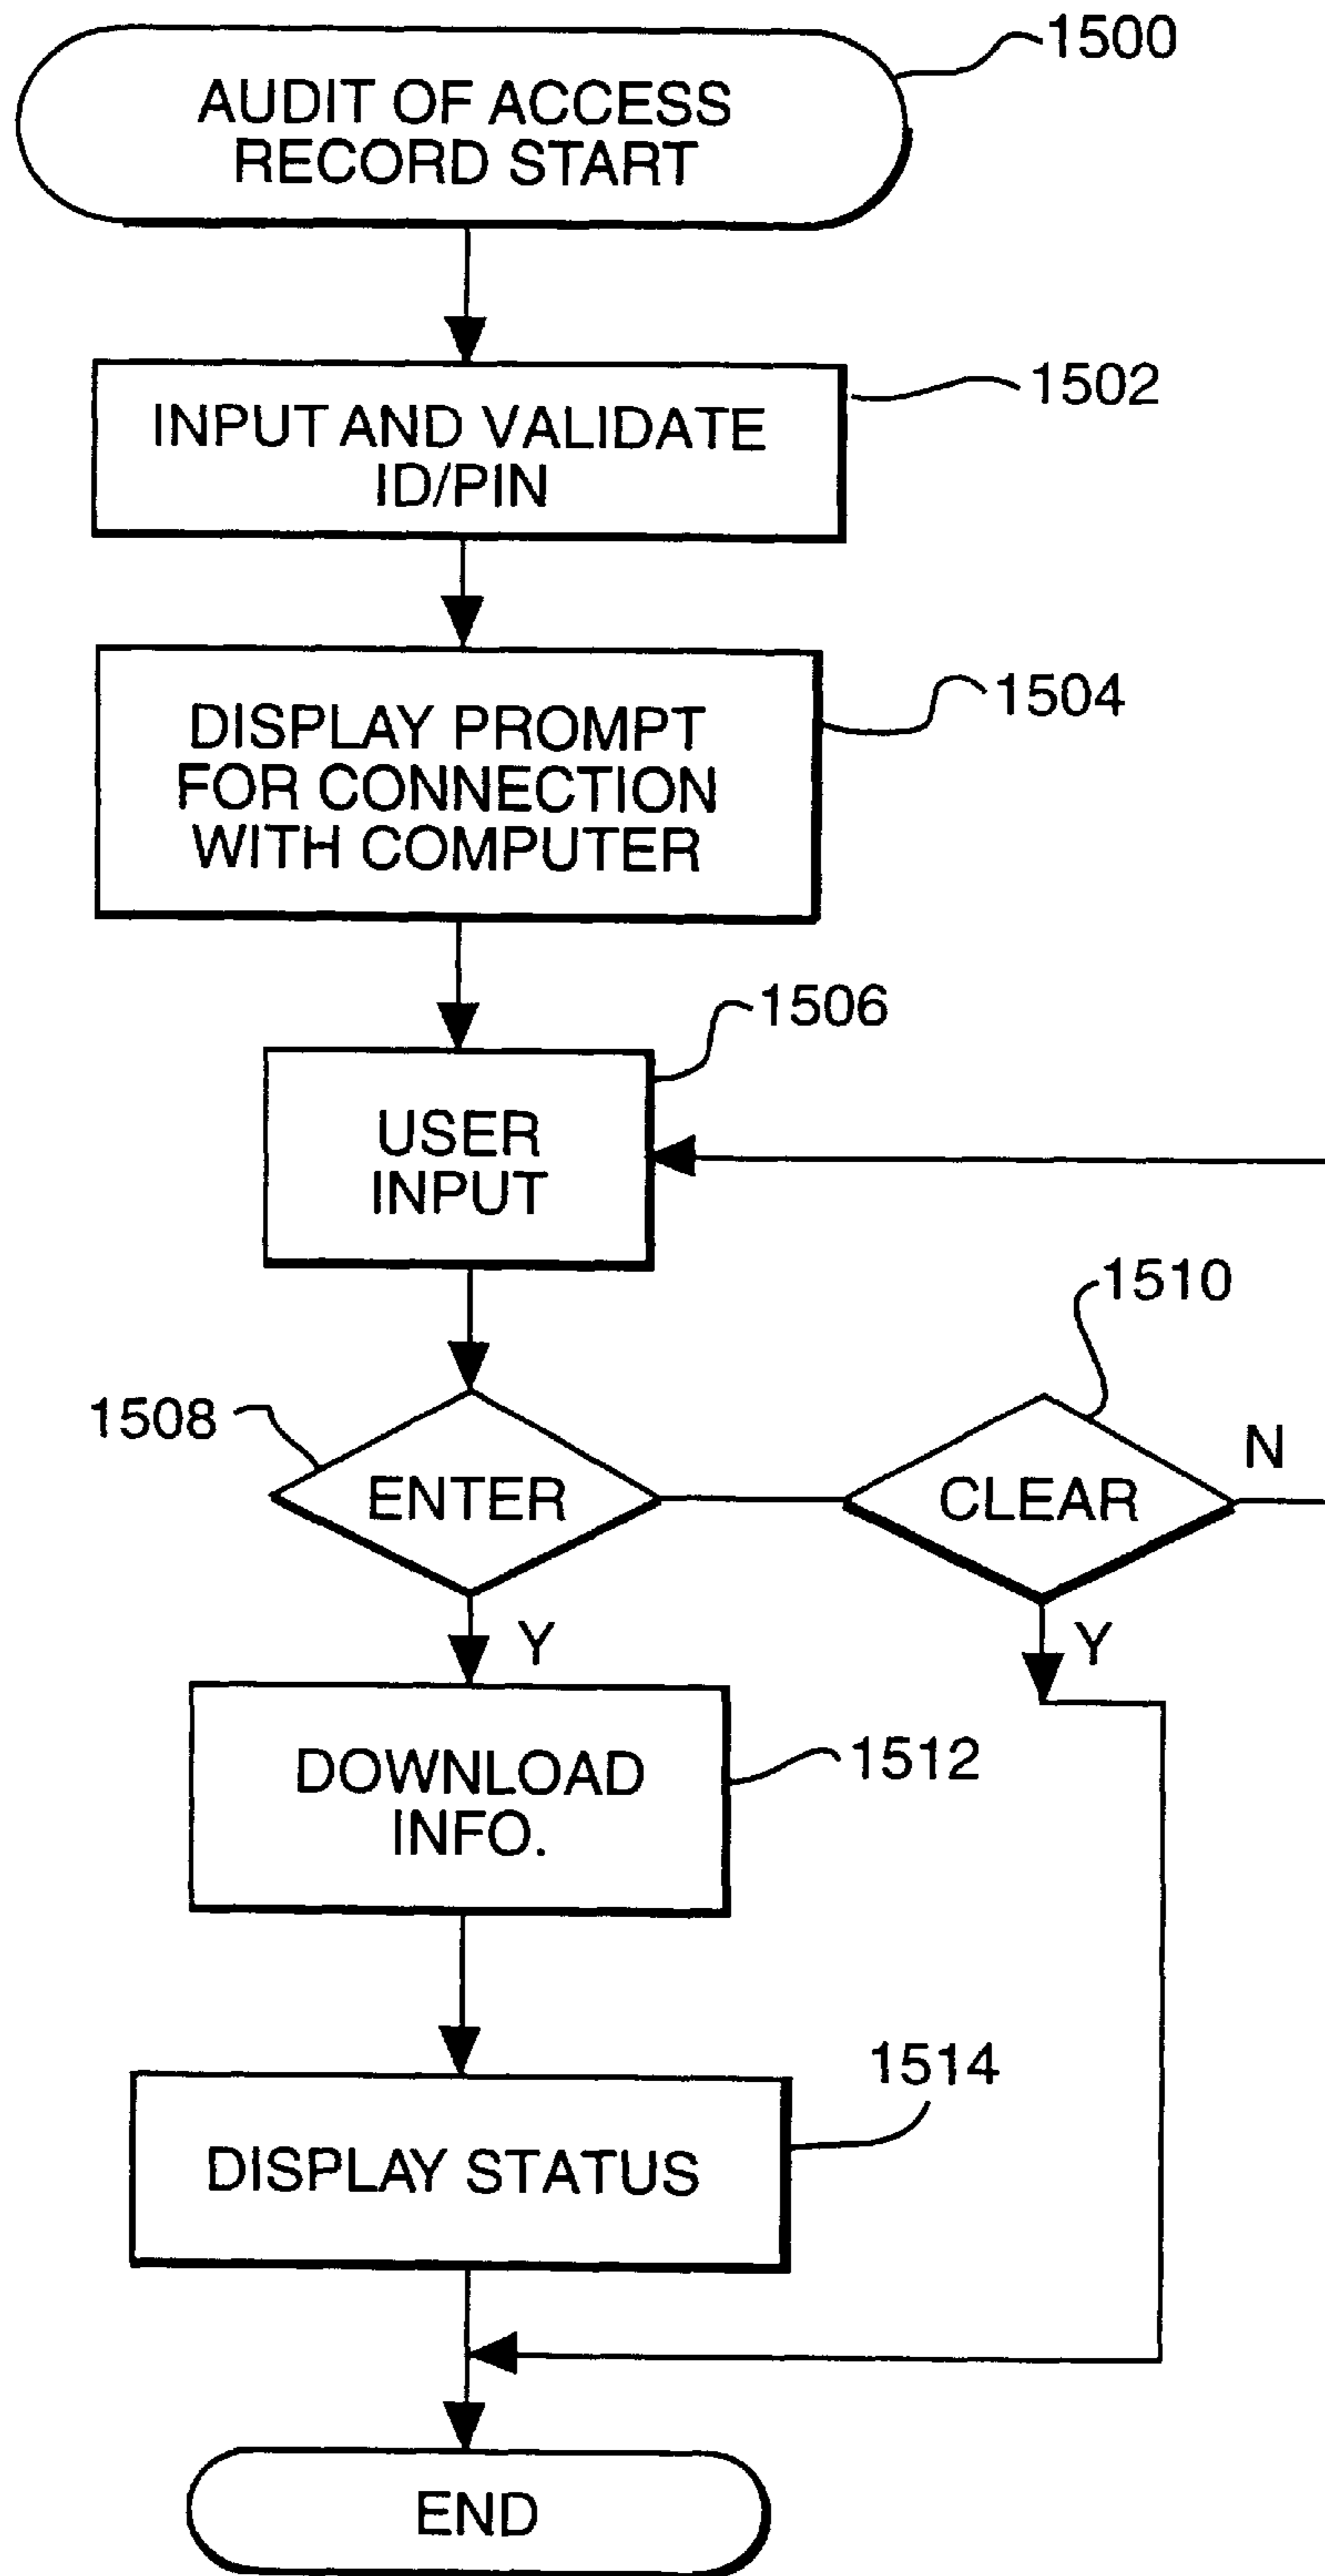 1500
AUDIT OF ACCESS
RECORD START
1502
INPUT AND VALIDATE
ID/PIN
1504
DISPLAY PROMPT
FOR CONNECTION
WITH COMPUTER
1506
USER
INPUT
1510
1508
ENTER
CLEAR
N
Y
Y
DOWNLOAD
INFO.
1512
1514
DISPLAY STATUS
END